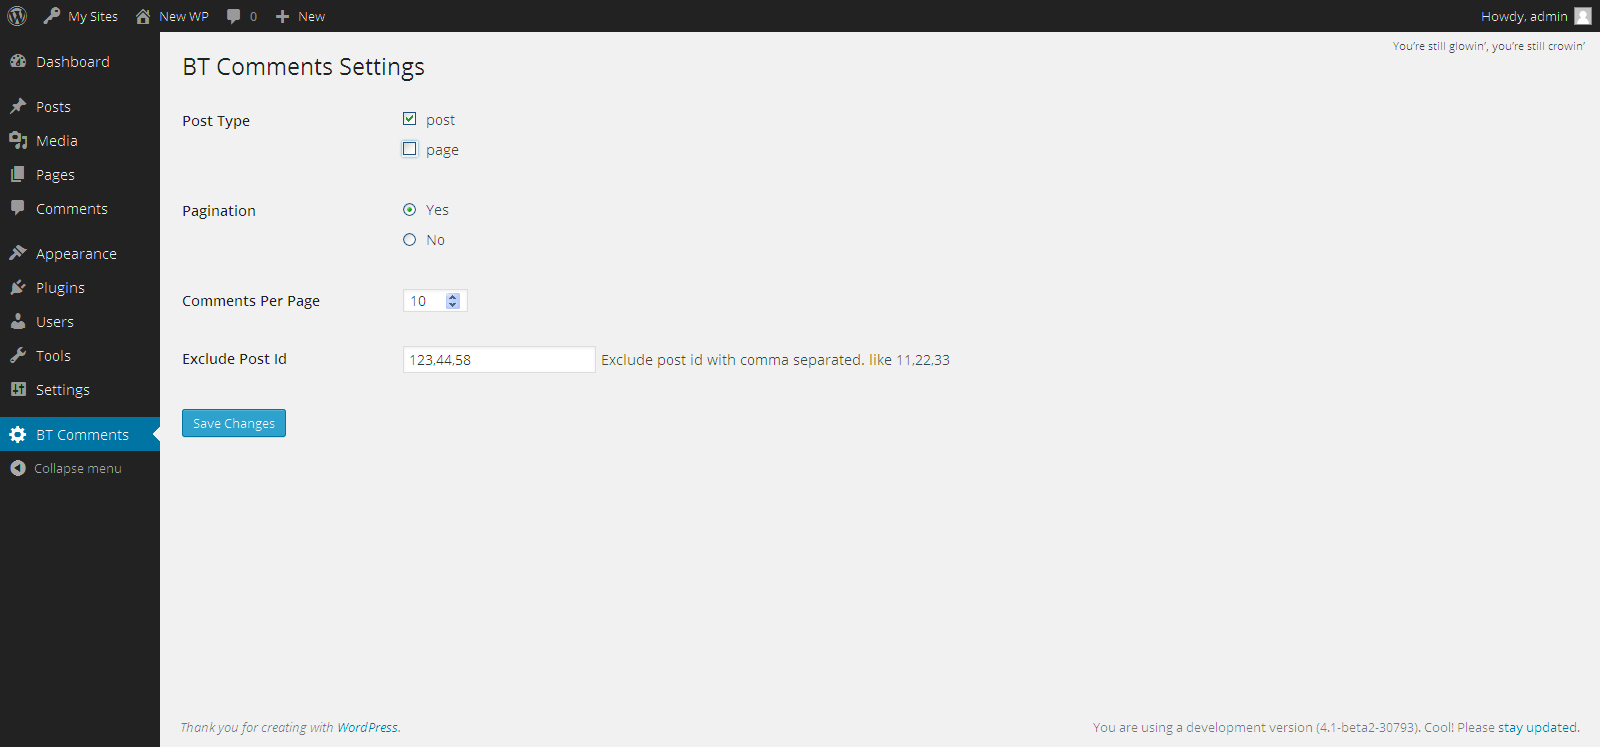 My Sites New WP 0 New Howdy, admin
You're still glowin', you're still crowin'
Dashboard
Posts
Media
Pages
Comments
Appearance
Plugins
Users
Tools
Settings
BT Comments
Collapse menu
BT Comments Settings
Post Type
post
page
Pagination
Yes
No
Comments Per Page 10
Exclude Post Id 123,44,58 Exclude post id with comma separated. like 11,22,33
Save Changes
Thank you for creating with WordPress. You are using a development version (4.1-beta2-30793). Cool! Please stay updated.